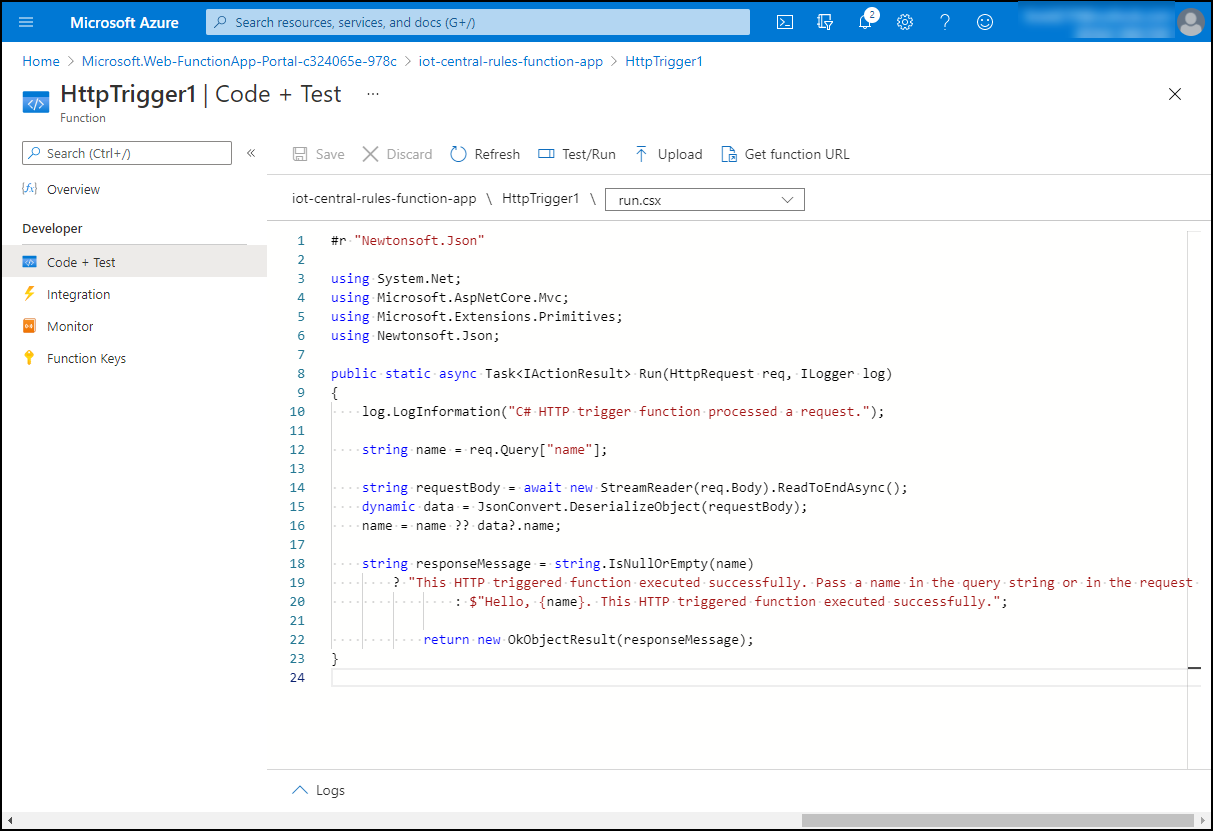 Microsoft Azure
Search resources, services, and docs (G+/)
2
Home > Microsoft.Web-FunctionApp-Portal-c324065e-978c > iot-central-rules-function-app > HttpTrigger1
HttpTrigger1 | Code + Test ...
Function
Search (Ctrl+/)
«
Save
Discard
Refresh
Test/Run
Upload
Get function URL
Overview
Developer
Code + Test
Integration
Monitor
Function Keys
iot-central-rules-function-app \ HttpTrigger1 \ run.csx
1 #r "Newtonsoft.Json"
2
3 using System.Net;
4 using Microsoft.AspNetCore.Mvc;
5 using Microsoft.Extensions.Primitives;
6 using Newtonsoft.Json;
7
8 public static async Task<IActionResult> Run(HttpRequest req, ILogger log)
9 {
10 log.LogInformation("C# HTTP trigger function processed a request.");
11
12 string name = req.Query["name"];
13
14 string requestBody = await new StreamReader(req.Body).ReadToEndAsync();
15 dynamic data = JsonConvert.DeserializeObject(requestBody);
16 name = name ?? data?.name;
17
18 string responseMessage = string.IsNullOrEmpty(name)
19 ? "This HTTP triggered function executed successfully. Pass a name in the query string or in the request
20 : $"Hello, {name}. This HTTP triggered function executed successfully.";
21
22 return new OkObjectResult(responseMessage);
23 }
24
Logs